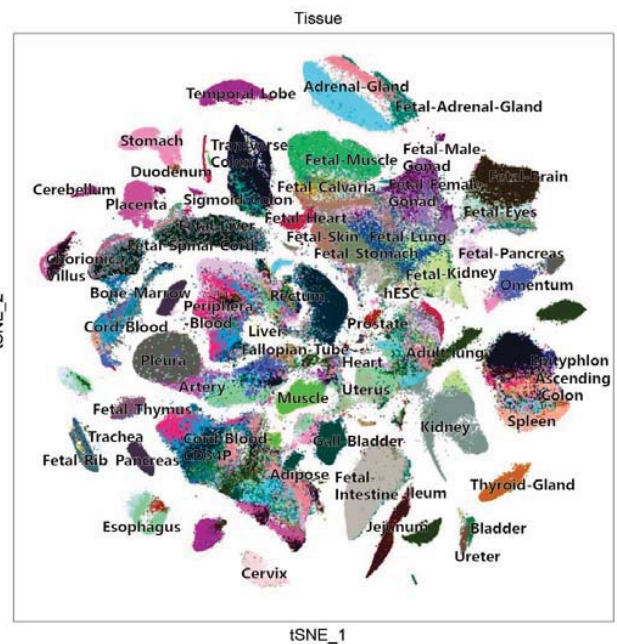 Tissue
Adrenal-Gland
Temporal-Lobe
Fetal-Adrenal-Gland
Stomach
Transverse
Colon
Fetal-Male-
Gonad
Fetal-Muscle
Duodenum
Fetal-Brain
Cerebellum
Fetal-Calvaria
Fetal-Female-
Gonad
Placenta
Sigmoid-Colon
Fetal-Heart
Fetal-Eyes
Fetal-Liver
Fetal-Skin
Fetal-Lung
Fetal-Spinal-Cord
Fetal-Stomach
Fetal-Pancreas
Chorionic-
Villus
Fetal-Kidney
Omentum
Bone-Marrow
Rectum
hESC
Peripheral-
Blood
Cord-Blood
Liver
Prostate
Fallopian-Tube
Adult-lung
Pleura
Heart
Epityphlon
Ascending
Colon
Artery
Muscle
Uterus
Fetal-Thymus
Spleen
Trachea
Cord-Blood
CD34P
Gall-Bladder
Kidney
Fetal-Rib
Pancreas
Adipose
Fetal-
Intestine
Ileum
Thyroid-Gland
Esophagus
Jejunum
Bladder
Ureter
Cervix
tSNE_1
tSNE_2